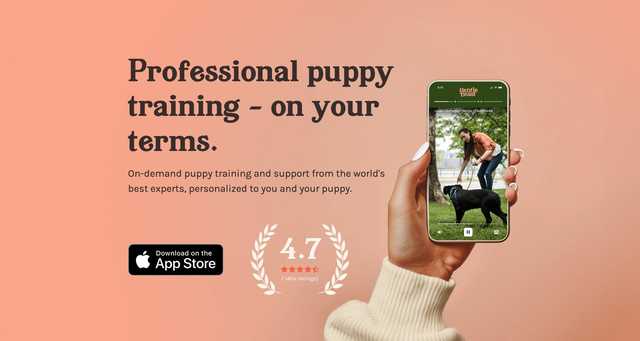 Professional puppy
training - on your
terms.
On-demand puppy training and support from the world's
best experts, personalized to you and your puppy.
Download on the
App Store
4.7